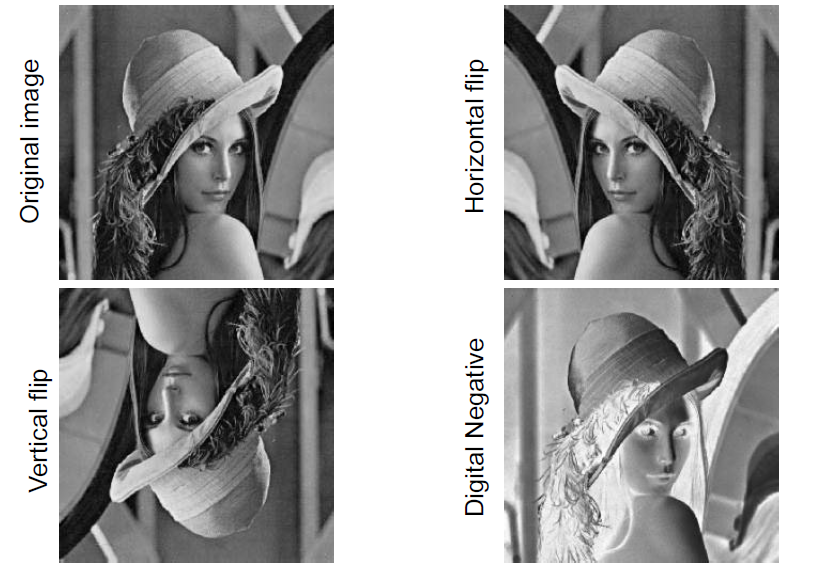 Original image
Horizontal flip
Vertical flip
Digital Negative